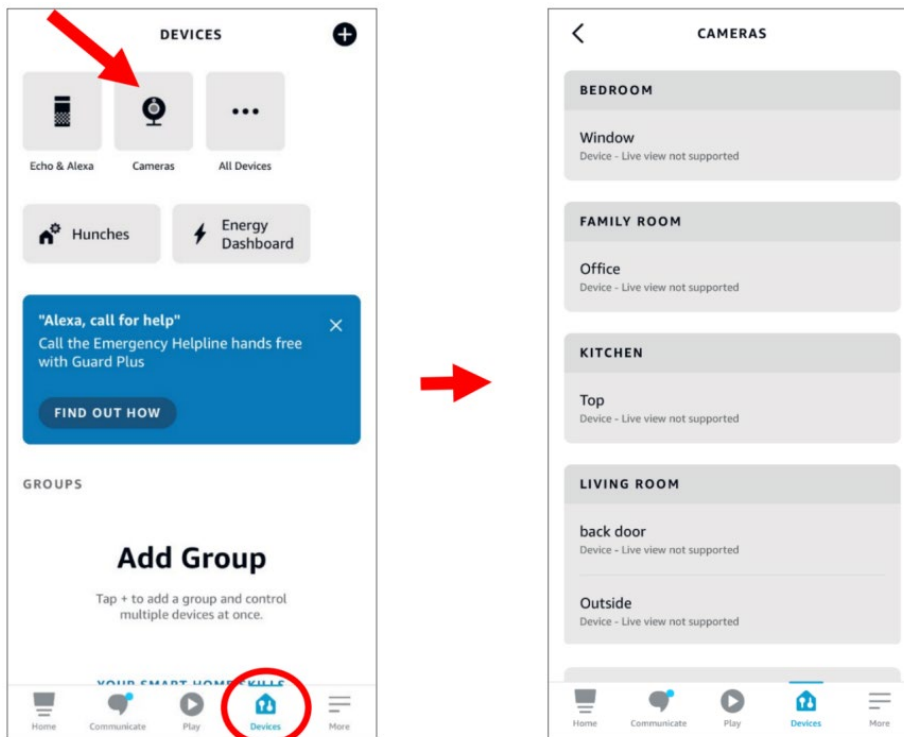 DEVICES
Echo & Alexa
Cameras
All Devices
Hunches
Energy
Dashboard
"Alexa, call for help"
Call the Emergency Helpline hands free
with Guard Plus
FIND OUT HOW
GROUPS
Add Group
Tap + to add a group and control
multiple devices at once.
YOUR SMART HOME SKILLS
Home
Communicate
Play
Devices
More
CAMERAS
BEDROOM
Window
Device - Live view not supported
FAMILY ROOM
Office
Device - Live view not supported
KITCHEN
Top
Device - Live view not supported
LIVING ROOM
back door
Device - Live view not supported
Outside
Device - Live view not supported
Home
Communicate
Play
Devices
More